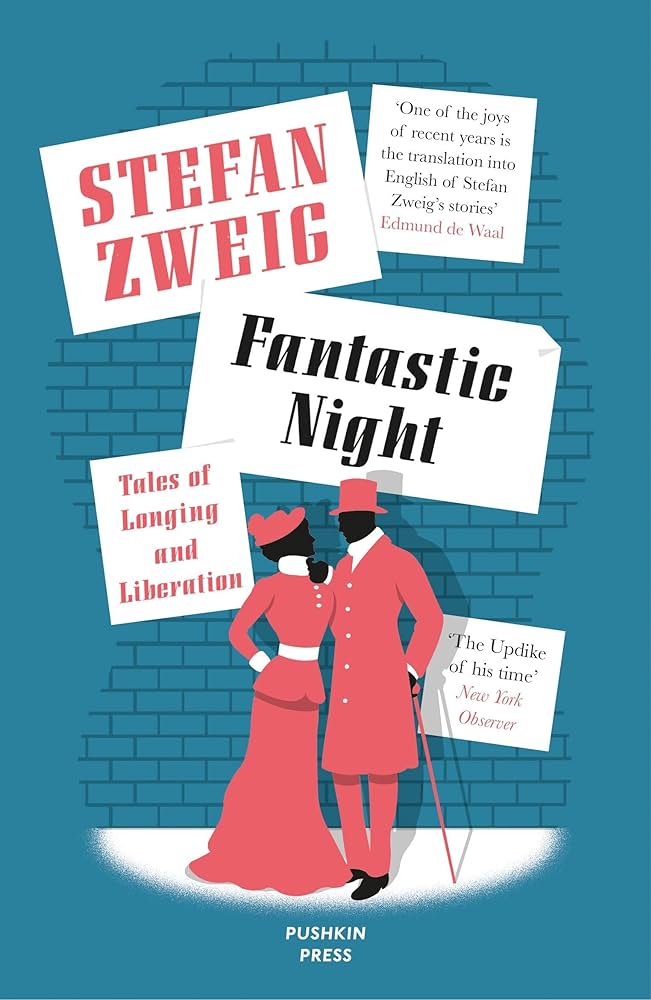 STEFAN
ZWEIG
‘One of the joys
of recent years is
the translation into
English of Stefan
Zweig’s stories’
Edmund de Waal
Fantastic
Night
Tales of
Longing
and
Liberation
‘The Updike
of his time’
New York
Observer
PUSHKIN
PRESS